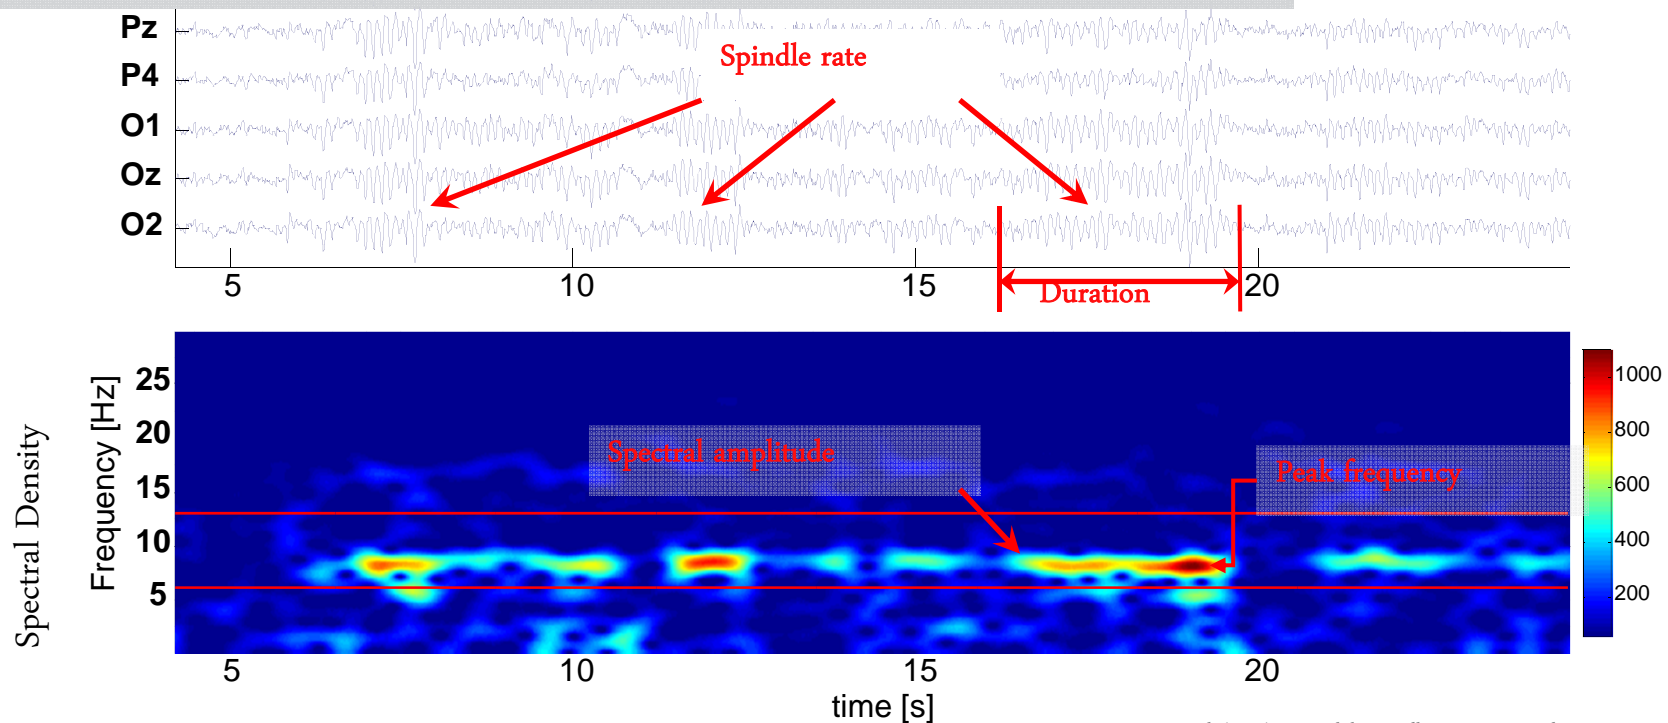 Pz
Spindle rate
P4
O1
Oz
O2
5 10 15 20
Duration
Spectral Density
Frequency [Hz]
25
20
15
10
5
Spectral amplitude
Peak frequency
1000
800
600
400
200
5 10 15 20
time [s]